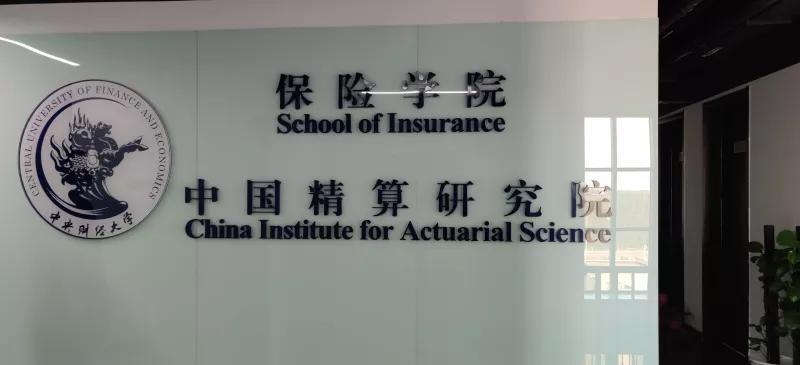 CENTRAL UNIVERSITY OF FINANCE AND ECONOMICS
中央财经大学
保险学院
School of Insurance
中国精算研究院
China Institute for Actuarial Science